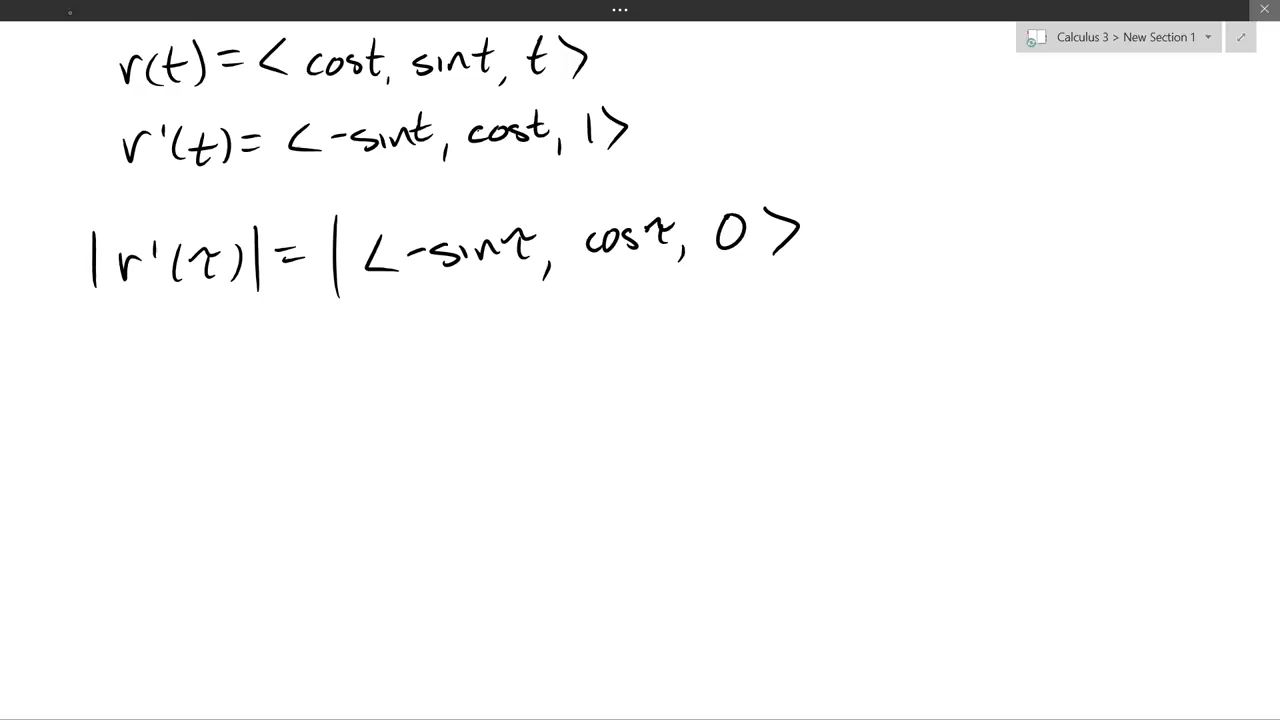 Calculus 3 > New Section 1
r(t) = < cost, sint, t >
r'(t) = < -sint, cost, 1 >
|r'(τ)| = | < -sinτ, cosτ, 0 >